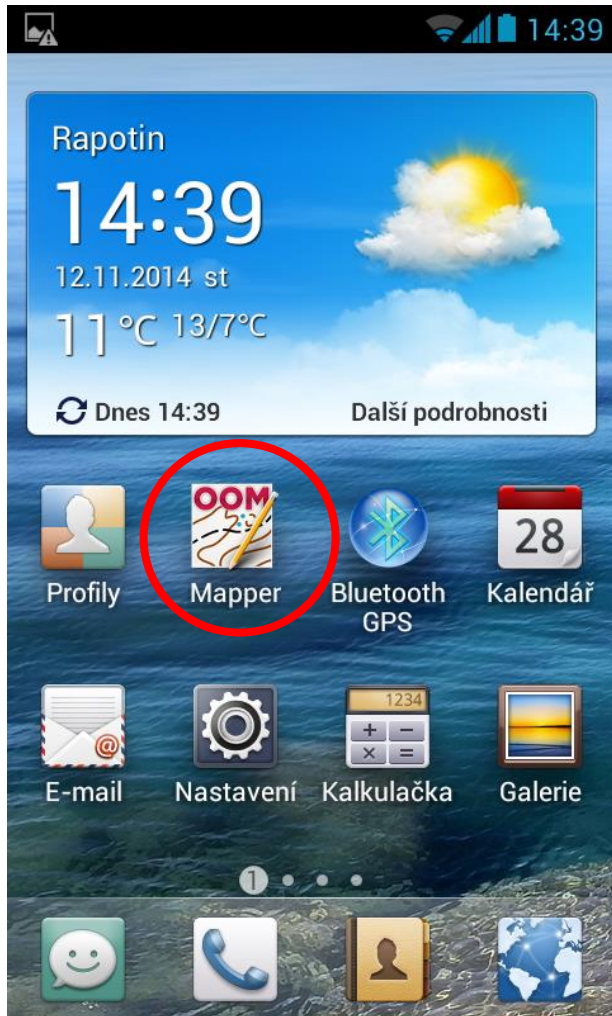 14:39
Rapotin
14:39
12.11.2014 st
11°C 13/7°C
Dnes 14:39 Další podrobnosti
OOM
28
Profily Mapper Bluetooth GPS Kalendář
1234
+ −
× =
@
E-mail Nastavení Kalkulačka Galerie
1